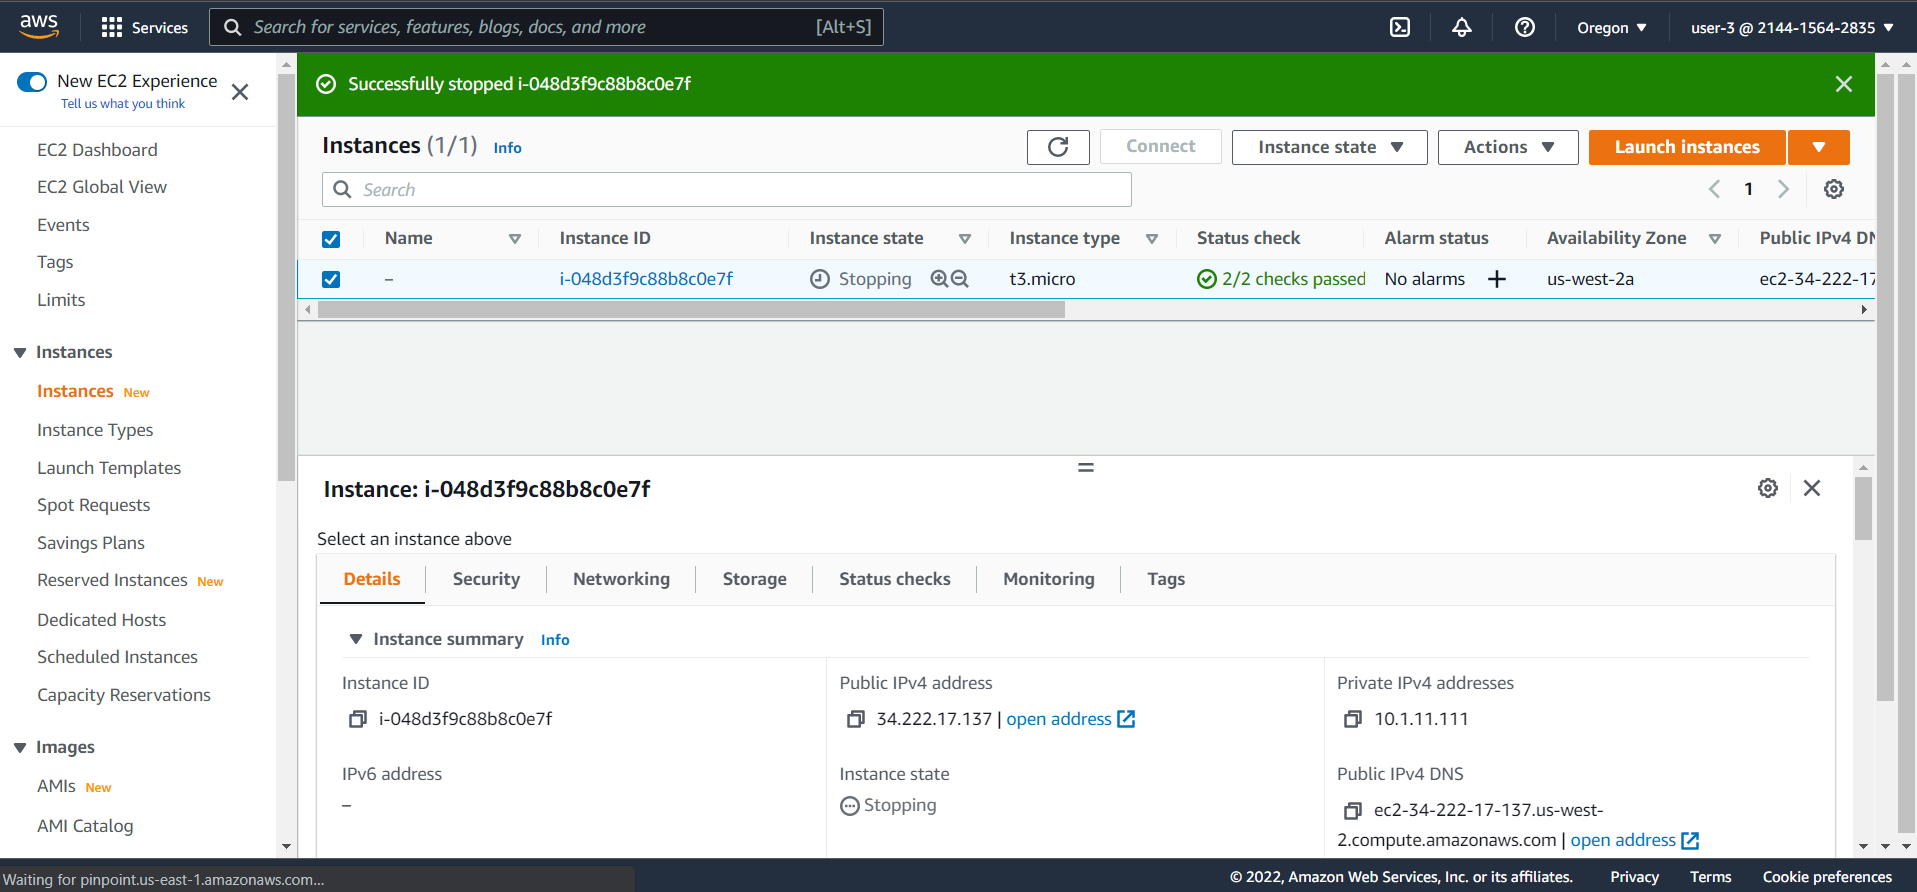 aws
Services
Search for services, features, blogs, docs, and more [Alt+S]
Oregon
user-3 @ 2144-1564-2835
New EC2 Experience
Tell us what you think
EC2 Dashboard
EC2 Global View
Events
Tags
Limits
Instances
Instances New
Instance Types
Launch Templates
Spot Requests
Savings Plans
Reserved Instances New
Dedicated Hosts
Scheduled Instances
Capacity Reservations
Images
AMIs New
AMI Catalog
Successfully stopped i-048d3f9c88b8c0e7f
Instances (1/1) Info
Connect
Instance state
Actions
Launch instances
Search
1
Name Instance ID Instance state Instance type Status check Alarm status Availability Zone Public IPv4 DN
– i-048d3f9c88b8c0e7f Stopping t3.micro 2/2 checks passed No alarms + us-west-2a ec2-34-222-17
Instance: i-048d3f9c88b8c0e7f
Select an instance above
Details Security Networking Storage Status checks Monitoring Tags
Instance summary Info
Instance ID
i-048d3f9c88b8c0e7f
Public IPv4 address
34.222.17.137 | open address
Private IPv4 addresses
10.1.11.111
IPv6 address
–
Instance state
Stopping
Public IPv4 DNS
ec2-34-222-17-137.us-west-
2.compute.amazonaws.com | open address
Waiting for pinpoint.us-east-1.amazonaws.com...
© 2022, Amazon Web Services, Inc. or its affiliates. Privacy Terms Cookie preferences